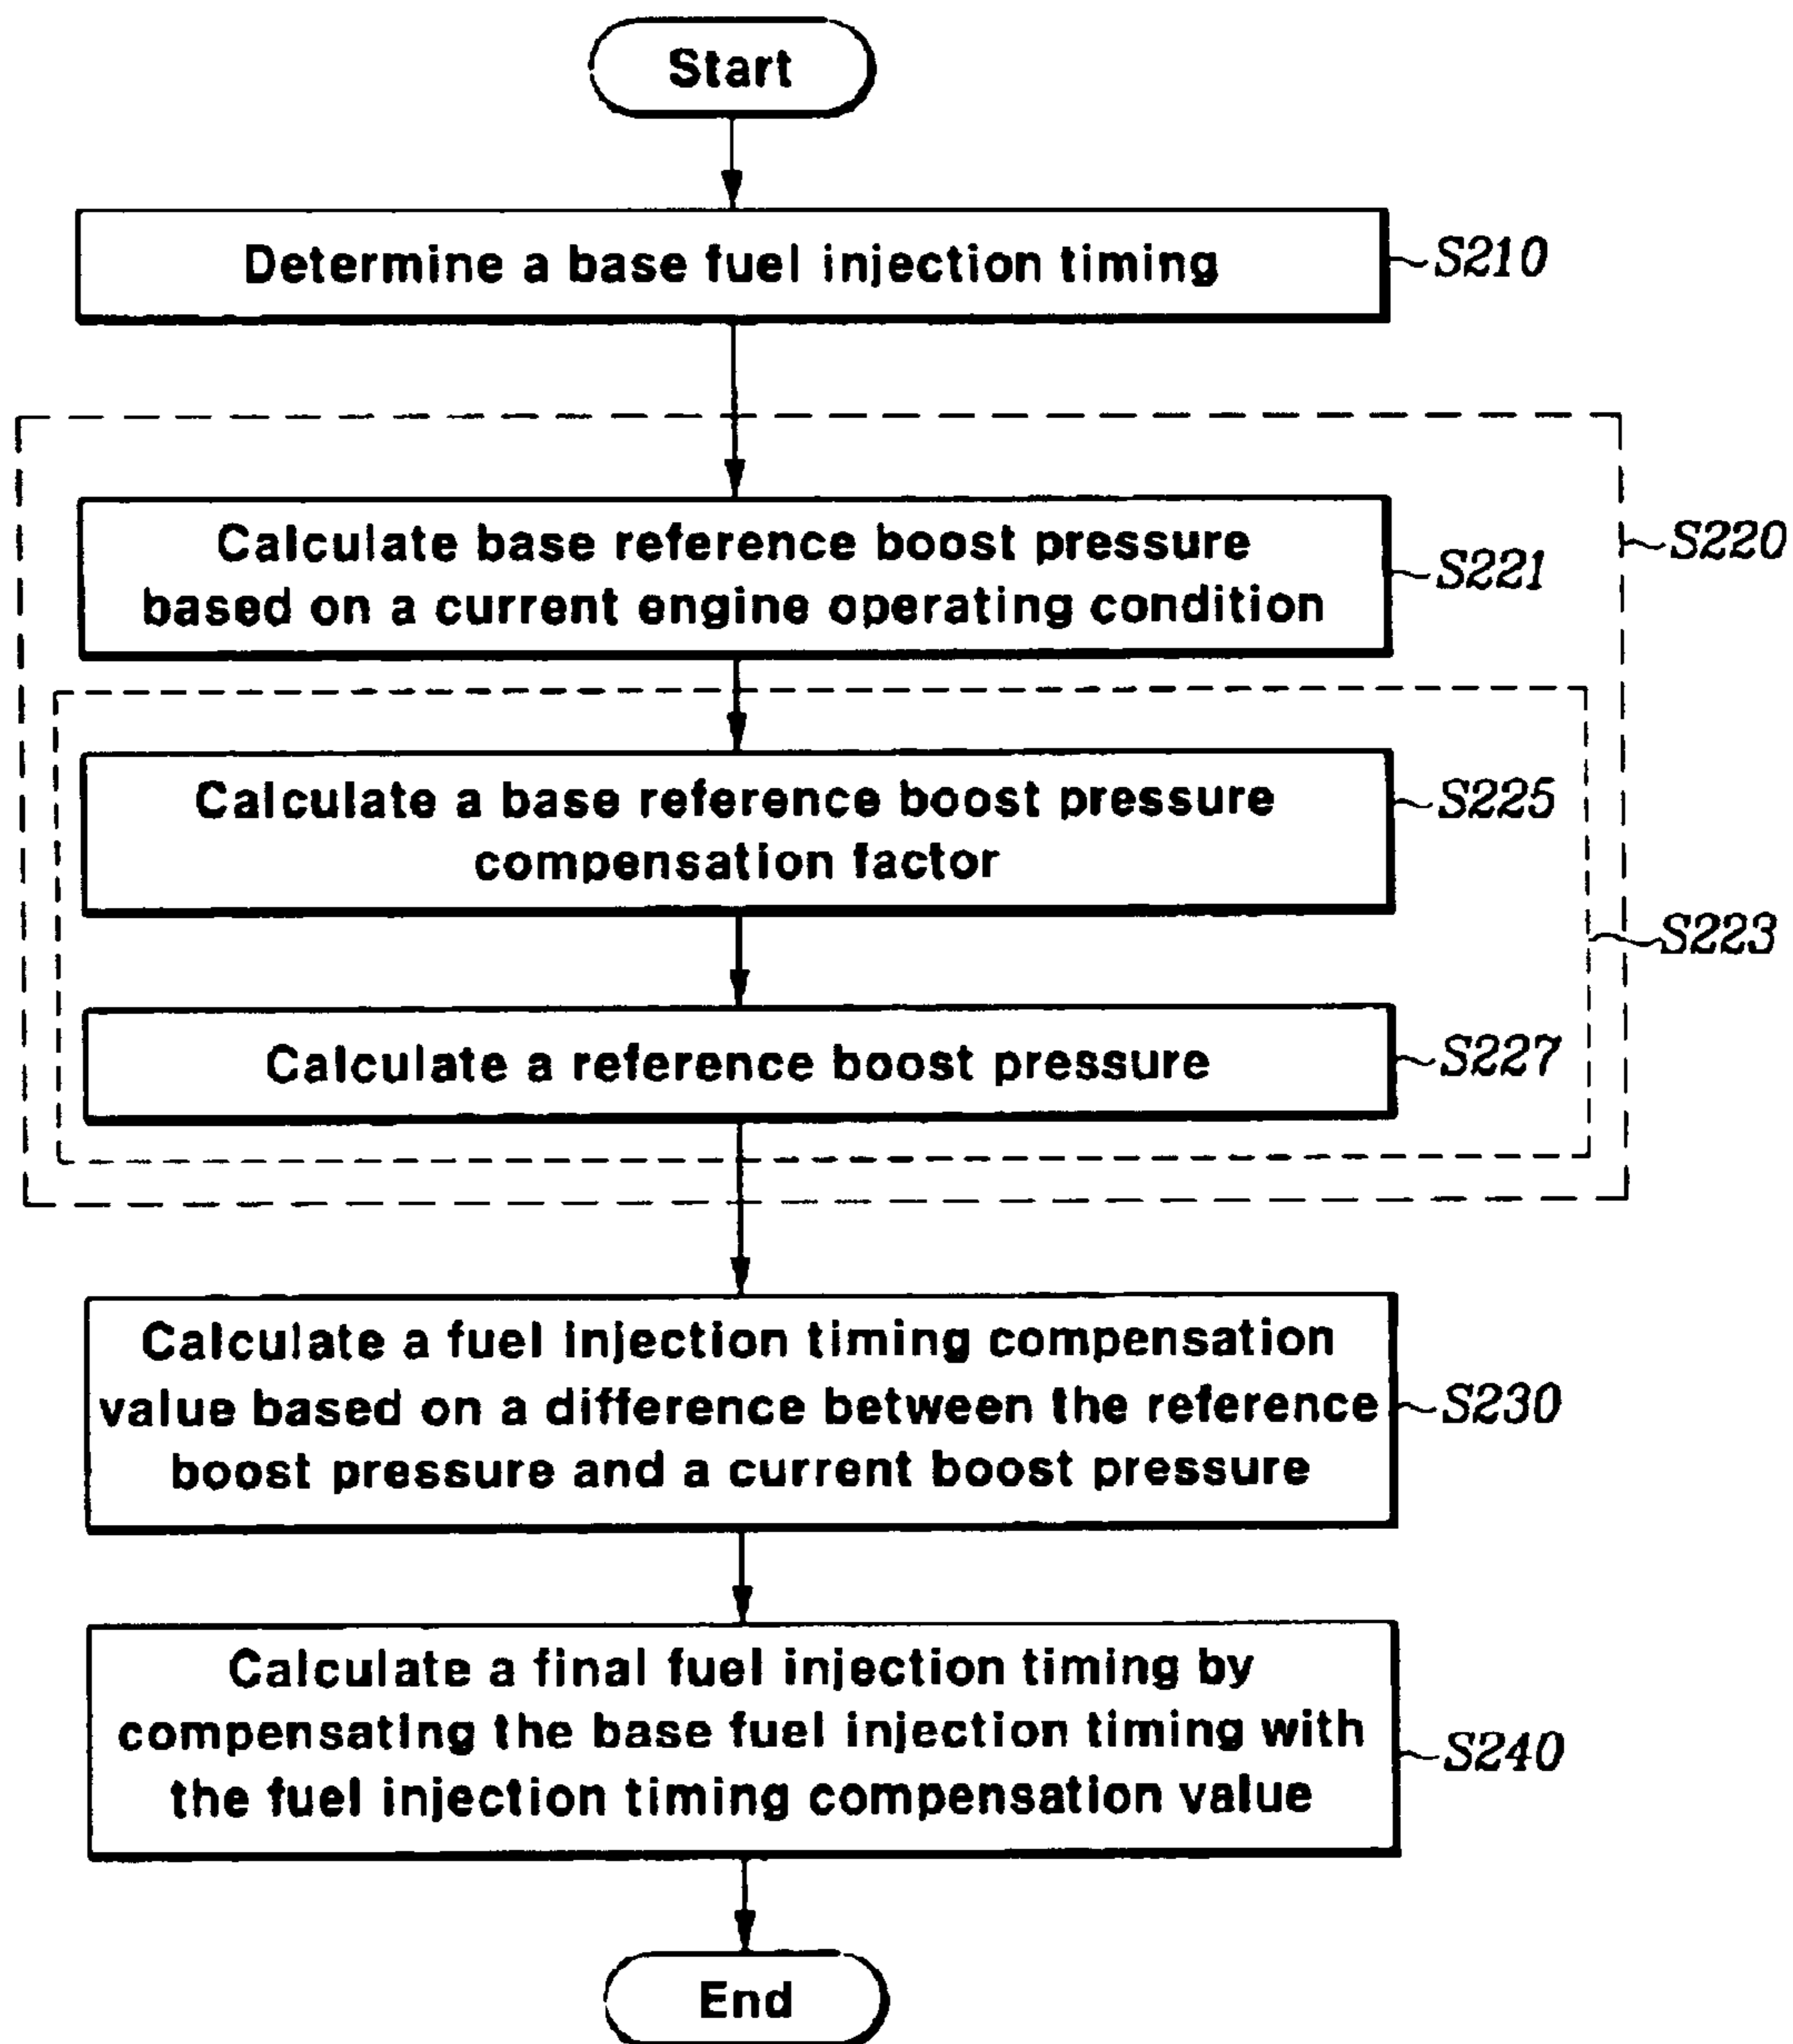 Start
Determine a base fuel injection timing
S210
Calculate base reference boost pressure
based on a current engine operating condition
S221
S220
Calculate a base reference boost pressure
compensation factor
S225
S223
Calculate a reference boost pressure
S227
Calculate a fuel injection timing compensation
value based on a difference between the reference
boost pressure and a current boost pressure
S230
Calculate a final fuel injection timing by
compensating the base fuel injection timing with
the fuel injection timing compensation value
S240
End